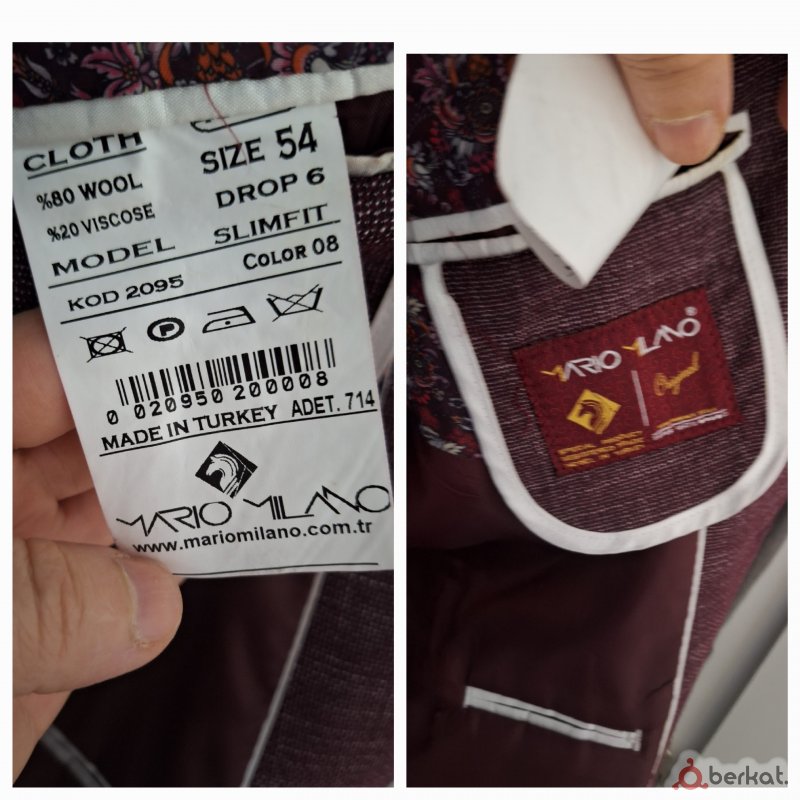 CLOTH
SIZE 54
%80 WOOL
DROP 6
%20 VISCOSE
MODEL SLIMFIT
KOD 2095 COLOR 08
P
0 020950 200008
MADE IN TURKEY ADET. 714
MARIO MILANO
www.mariomilano.com.tr
MARIO MILANO®
Original
berkat.